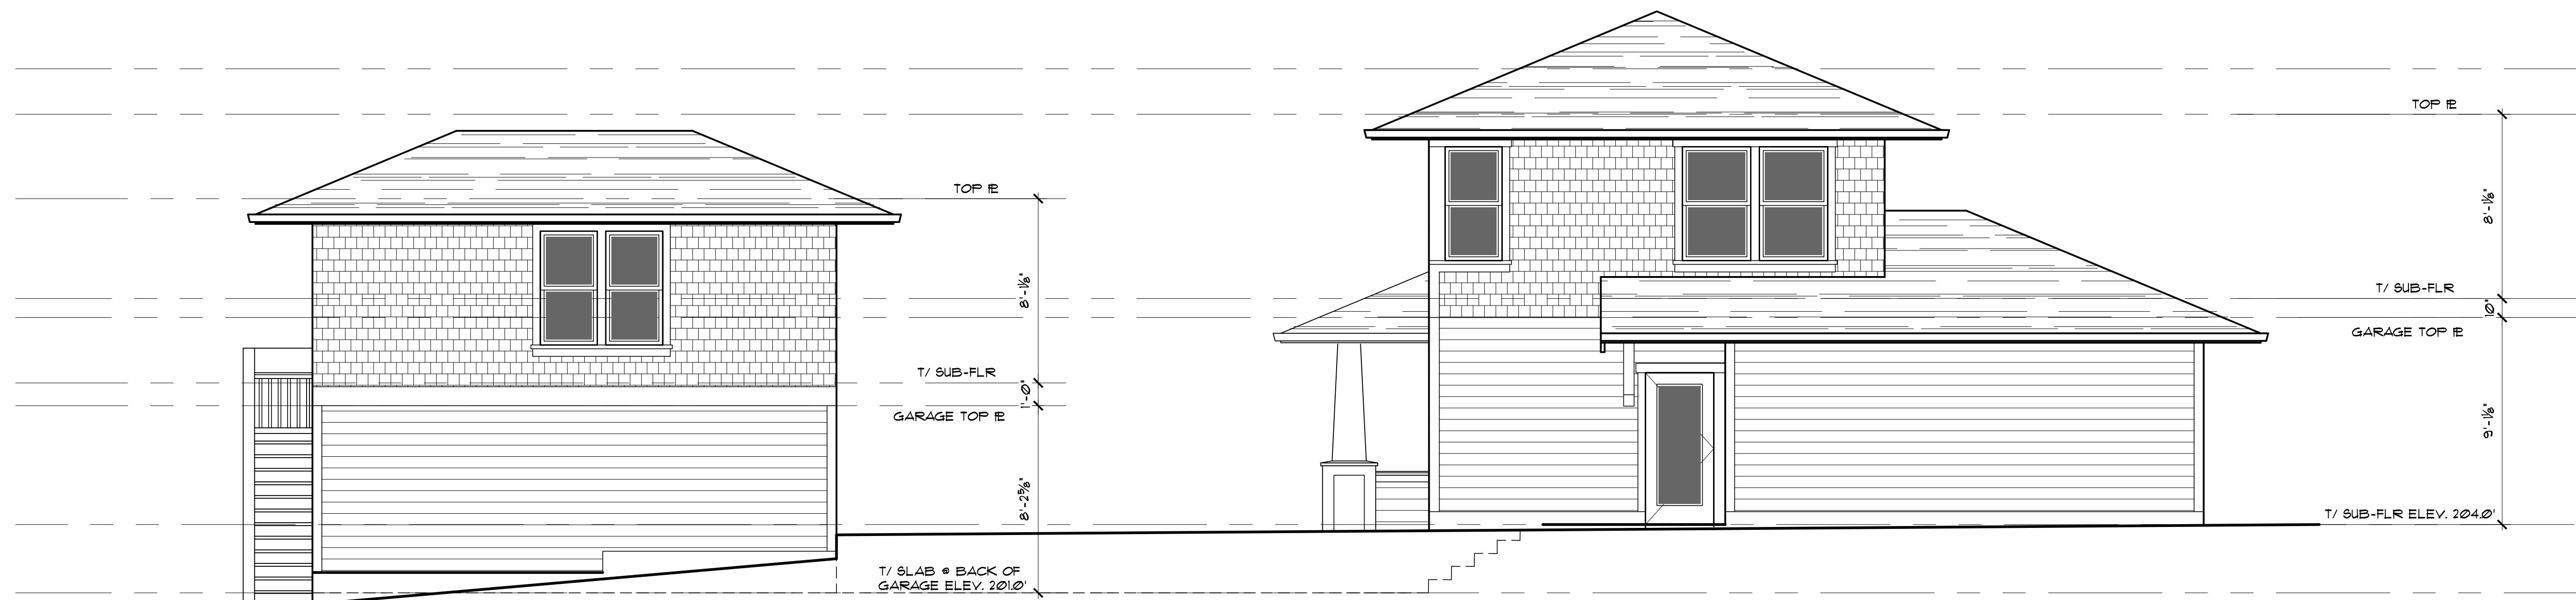 TOP PL
8'-1⅛"
T/ SUB-FLR
1'-0"
GARAGE TOP PL
8'-2⅝"
T/ SLAB @ BACK OF
GARAGE ELEV. 201.0'
TOP PL
8'-1⅛"
T/ SUB-FLR
10"
GARAGE TOP PL
9'-1⅛"
T/ SUB-FLR ELEV. 204.0'